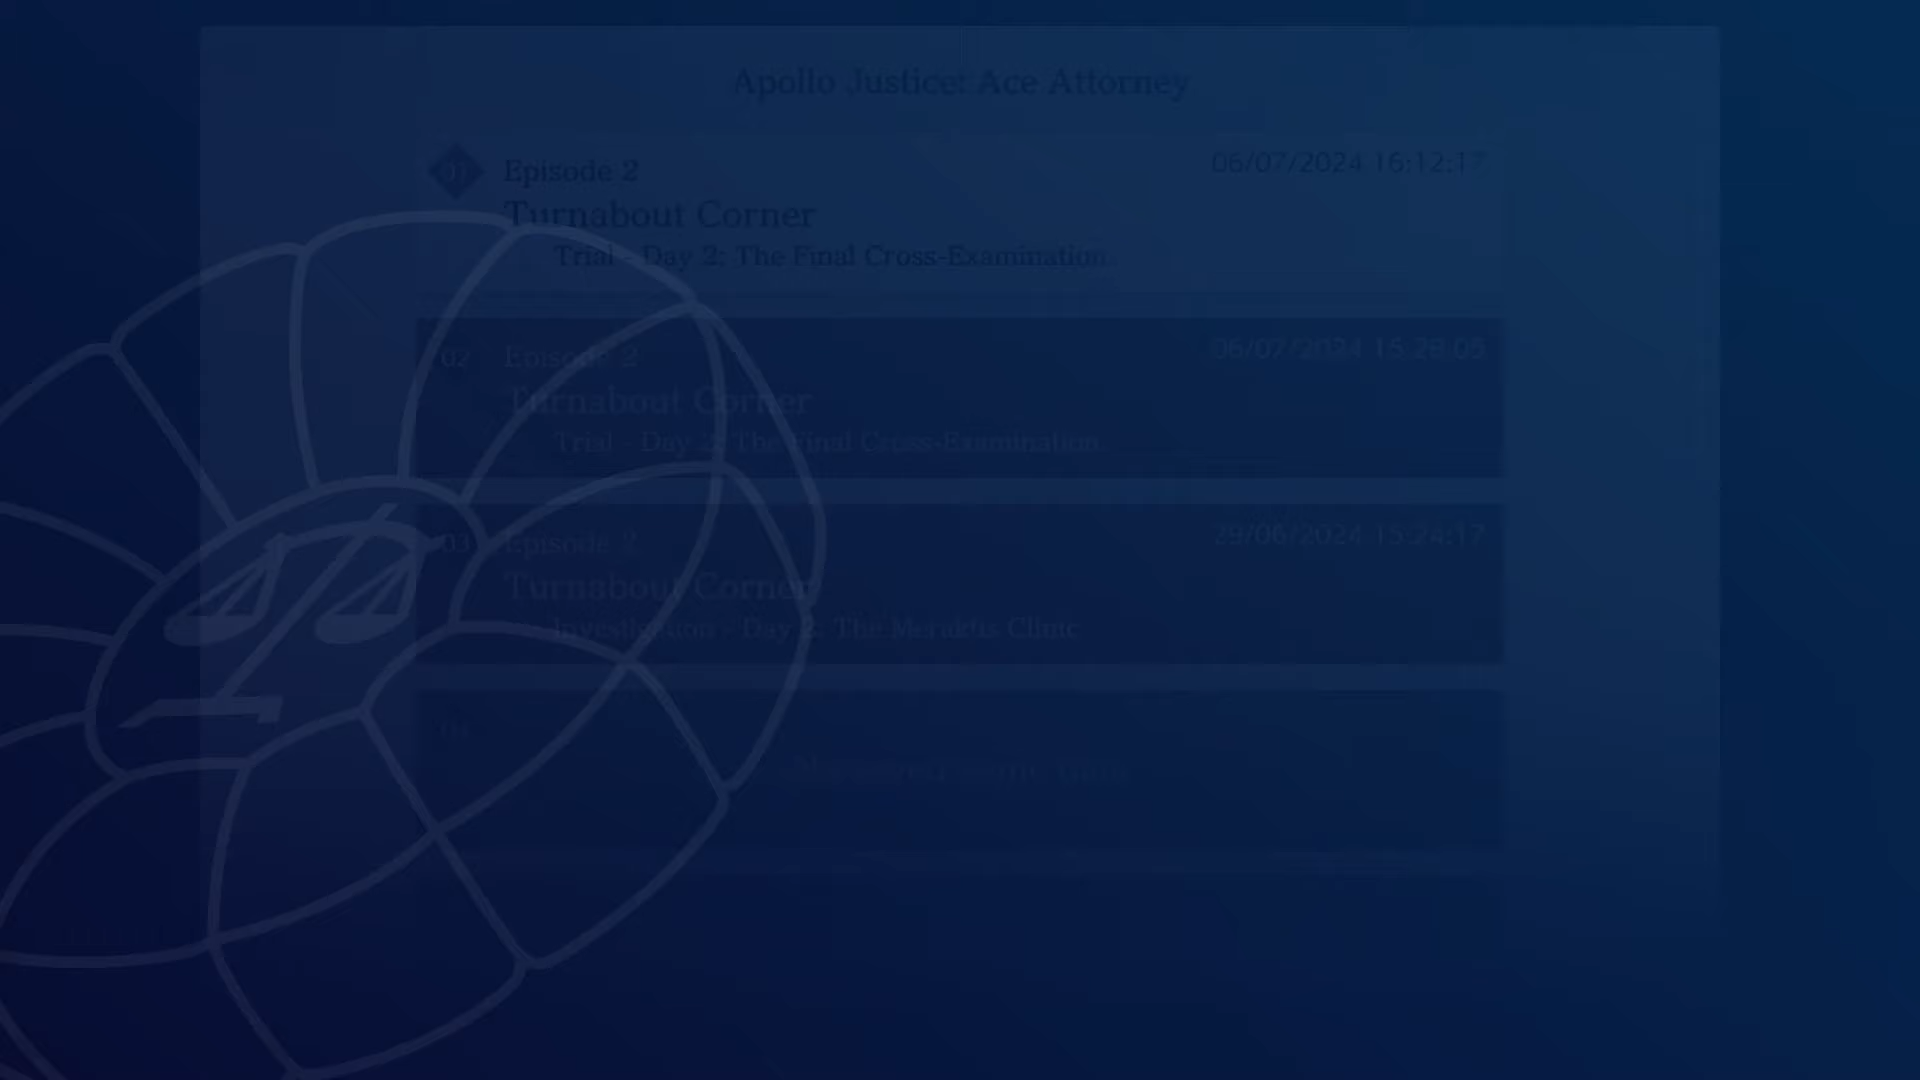 Apollo Justice: Ace Attorney
01
Episode 2
06/07/2024 16:12:17
Turnabout Corner
Trial - Day 2: The Final Cross-Examination
02
Episode 2
06/07/2024 15:28:05
Turnabout Corner
Trial - Day 2: The Final Cross-Examination
03
Episode 2
29/06/2024 15:24:17
Turnabout Corner
Investigation - Day 2: The Meraktis Clinic
04